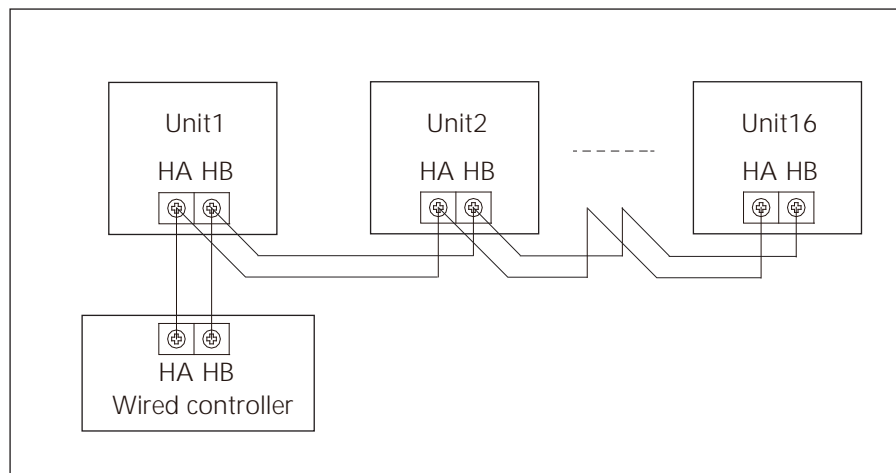 Unit1
Unit2
Unit16
HA HB
HA HB
HA HB
HA HB
Wired controller